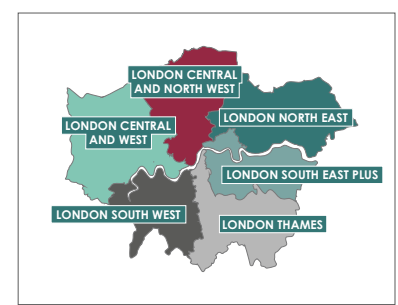 LONDON CENTRAL
AND NORTH WEST
LONDON NORTH EAST
LONDON CENTRAL
AND WEST
LONDON SOUTH EAST PLUS
LONDON SOUTH WEST
LONDON THAMES